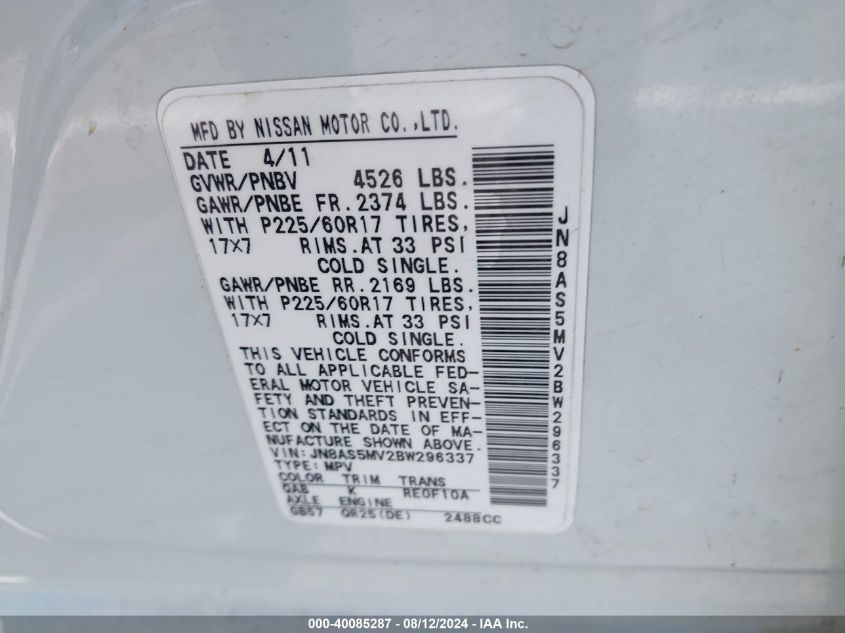 MFD BY NISSAN MOTOR CO.,LTD.
DATE 4/11
GVWR/PNBV 4526 LBS.
GAWR/PNBE FR. 2374 LBS.
WITH P225/60R17 TIRES,
17X7 RIMS.AT 33 PSI
COLD SINGLE.
GAWR/PNBE RR. 2169 LBS.
WITH P225/60R17 TIRES,
17X7 RIMS.AT 33 PSI
COLD SINGLE.
THIS VEHICLE CONFORMS
TO ALL APPLICABLE FED-
ERAL MOTOR VEHICLE SA-
FETY AND THEFT PREVEN-
TION STANDARDS IN EFF-
ECT ON THE DATE OF MA-
NUFACTURE SHOWN ABOVE.
VIN: JN8AS5MV2BW296337
TYPE: MPV
COLOR TRIM TRANS
QAB K RE0F10A
AXLE ENGINE
GB57 QR25(DE) 2488CC
JN8AS5MV2BW296337
000-40085287 - 08/12/2024 - IAA Inc.